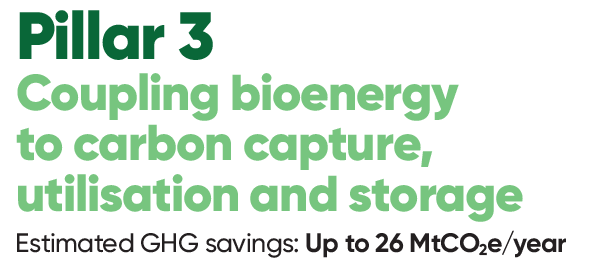 Pillar 3
Coupling bioenergy
to carbon capture,
utilisation and storage
Estimated GHG savings: Up to 26 MtCO₂e/year